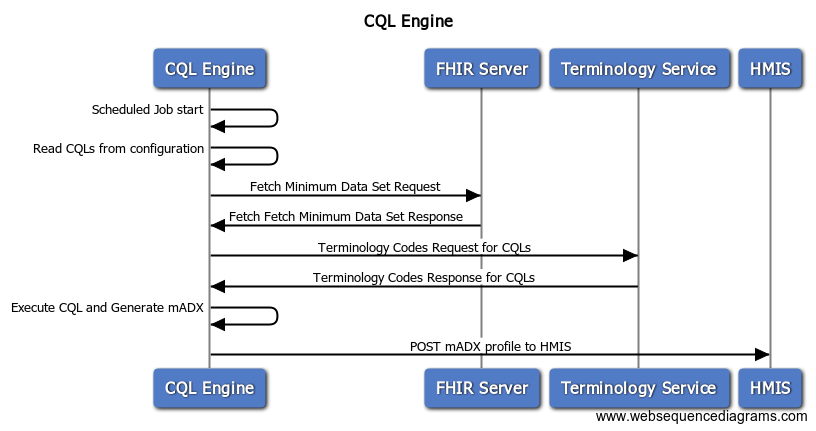 CQL Engine
CQL Engine
FHIR Server
Terminology Service
HMIS
Scheduled Job start
Read CQLs from configuration
Fetch Minimum Data Set Request
Fetch Fetch Minimum Data Set Response
Terminology Codes Request for CQLs
Terminology Codes Response for CQLs
Execute CQL and Generate mADX
POST mADX profile to HMIS
CQL Engine
FHIR Server
Terminology Service
HMIS
www.websequencediagrams.com